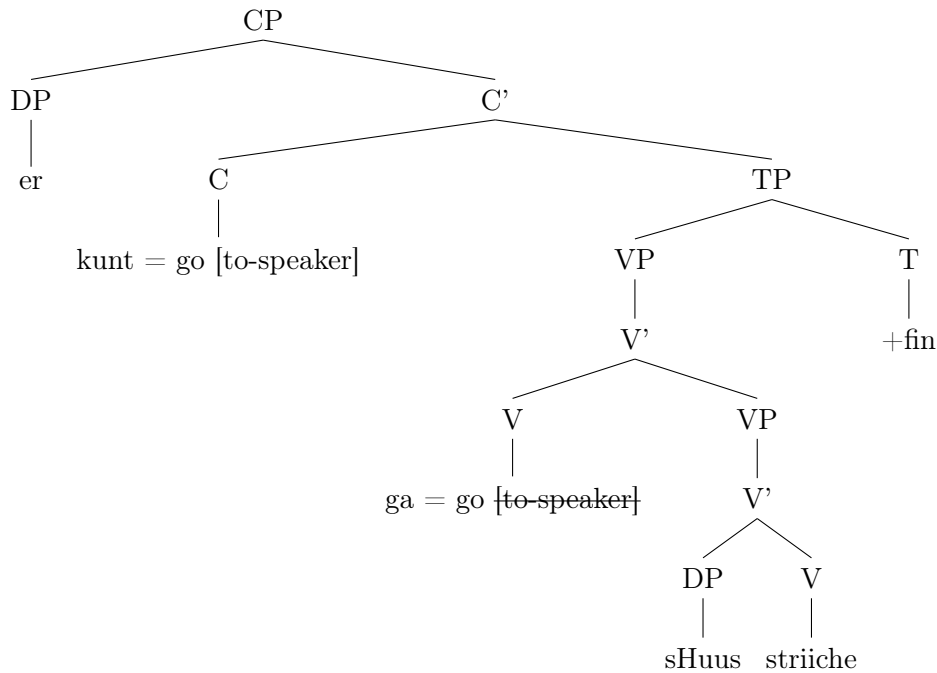 CP
DP C'
er C TP
kunt = go [to-speaker] VP T
V' +fin
V VP
ga = go [to-speaker] V'
DP V
sHuus striiche